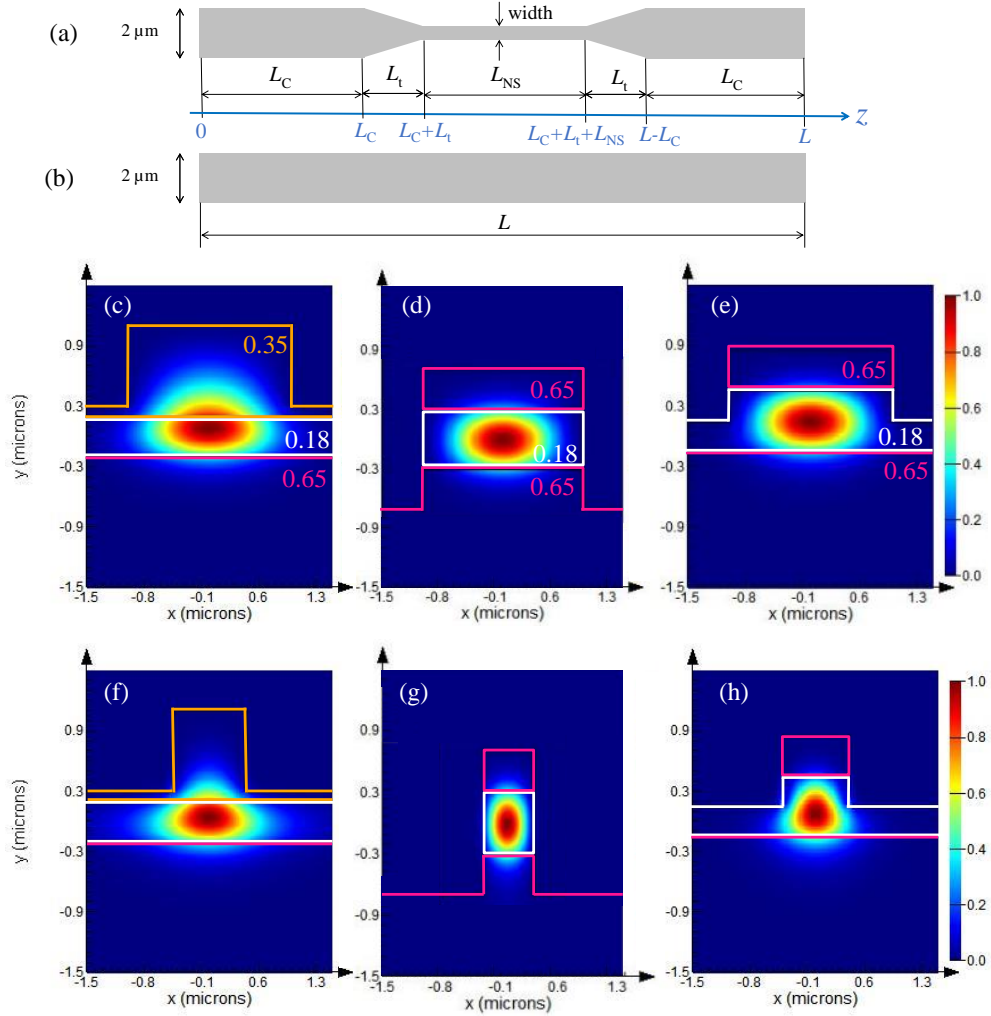 (a)
2 µm
width
L_C
L_t
L_NS
L_t
L_C
0
L_C
L_C+L_t
L_C+L_t+L_NS
L-L_C
L
z
(b)
2 µm
L
(c)
0.35
0.18
0.65
0.9
0.3
-0.3
-0.9
-1.5
y (microns)
-1.5
-0.8
-0.1
0.6
1.3
x (microns)
(d)
0.65
0.18
0.65
0.9
0.3
-0.3
-0.9
-1.5
-1.5
-0.8
-0.1
0.6
1.3
x (microns)
(e)
0.65
0.18
0.65
0.9
0.3
-0.3
-0.9
-1.5
-1.5
-0.8
-0.1
0.6
1.3
x (microns)
1.0
0.8
0.6
0.4
0.2
0.0
(f)
0.9
0.3
-0.3
-0.9
-1.5
y (microns)
-1.5
-0.8
-0.1
0.6
1.3
x (microns)
(g)
0.9
0.3
-0.3
-0.9
-1.5
-1.5
-0.8
-0.1
0.6
1.3
x (microns)
(h)
0.9
0.3
-0.3
-0.9
-1.5
-1.5
-0.8
-0.1
0.6
1.3
x (microns)
1.0
0.8
0.6
0.4
0.2
0.0